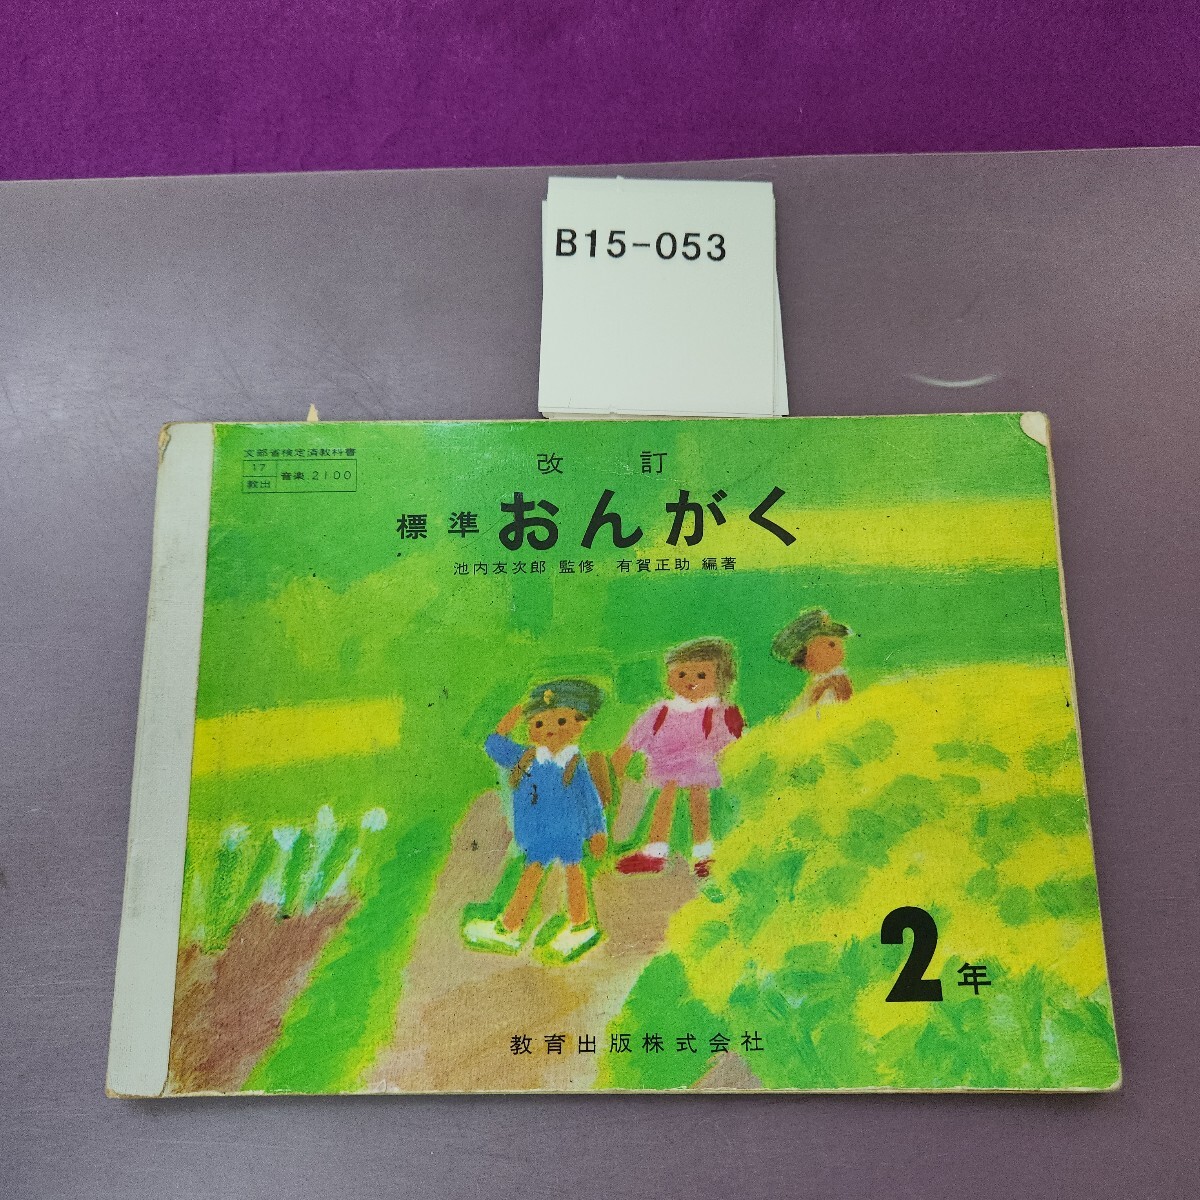 B15-053
文部省検定済教科書
17
教出
音楽 2100
改訂
標準 おんがく
池内友次郎 監修 有賀正助 編著
2年
教育出版株式会社